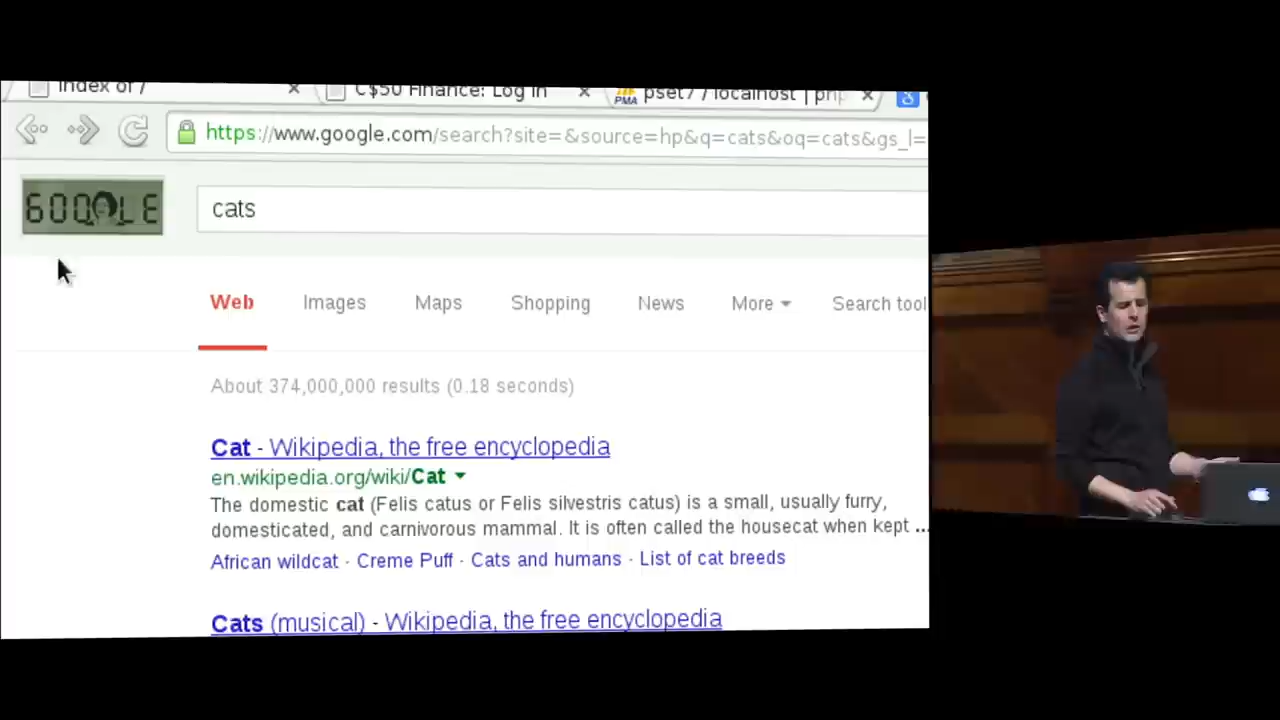 Index of /
C$50 Finance: Log In
PMA pset7 / localhost | php
https://www.google.com/search?site=&source=hp&q=cats&oq=cats&gs_l=
GOOGLE
cats
Web Images Maps Shopping News More Search tool
About 374,000,000 results (0.18 seconds)
Cat - Wikipedia, the free encyclopedia
en.wikipedia.org/wiki/Cat
The domestic cat (Felis catus or Felis silvestris catus) is a small, usually furry,
domesticated, and carnivorous mammal. It is often called the housecat when kept ...
African wildcat · Creme Puff · Cats and humans · List of cat breeds
Cats (musical) - Wikipedia, the free encyclopedia